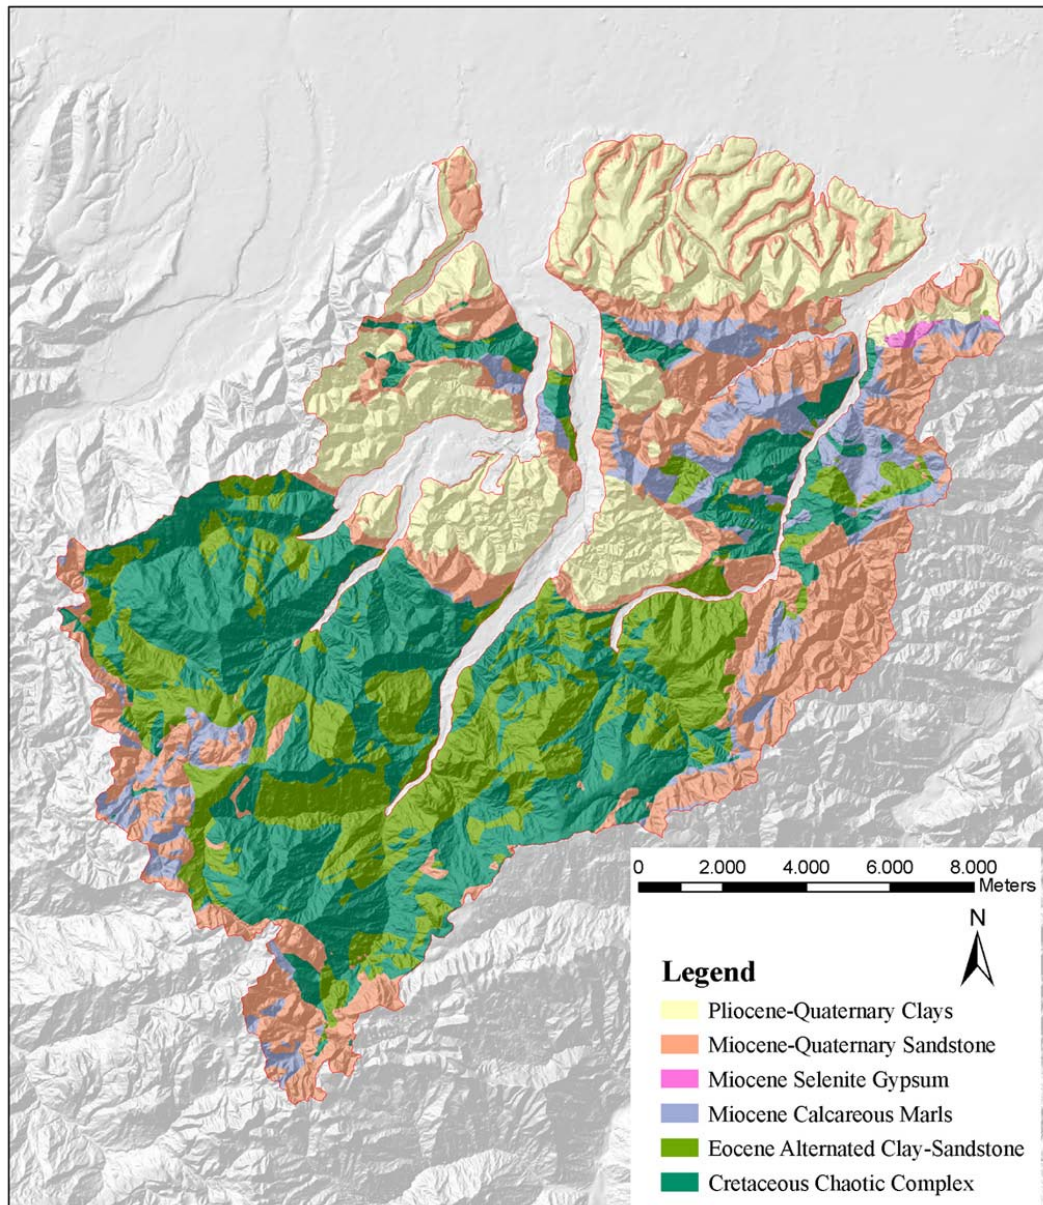 0 2.000 4.000 6.000 8.000
Meters
N
Legend
Pliocene-Quaternary Clays
Miocene-Quaternary Sandstone
Miocene Selenite Gypsum
Miocene Calcareous Marls
Eocene Alternated Clay-Sandstone
Cretaceous Chaotic Complex